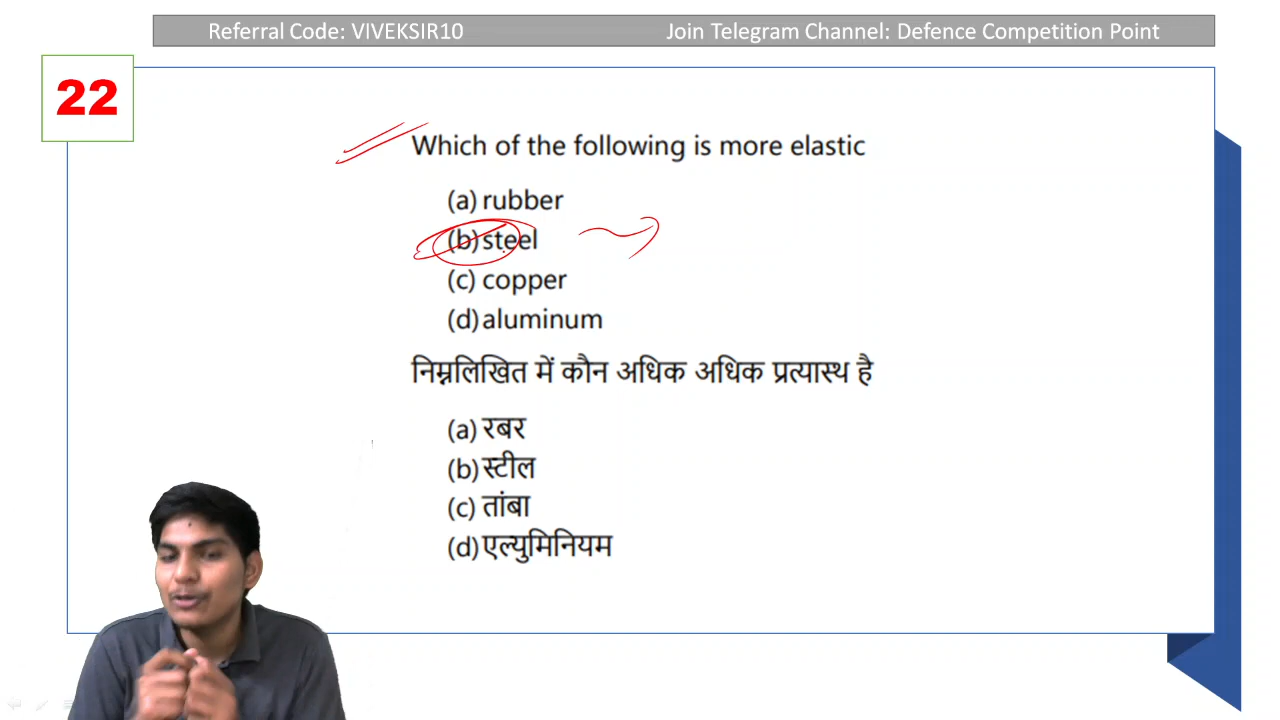 Referral Code: VIVEKSIR10 Join Telegram Channel: Defence Competition Point
22
Which of the following is more elastic
(a) rubber
(b) steel
(c) copper
(d) aluminum
निम्नलिखित में कौन अधिक अधिक प्रत्यास्थ है
(a) रबर
(b) स्टील
(c) तांबा
(d) एल्युमिनियम